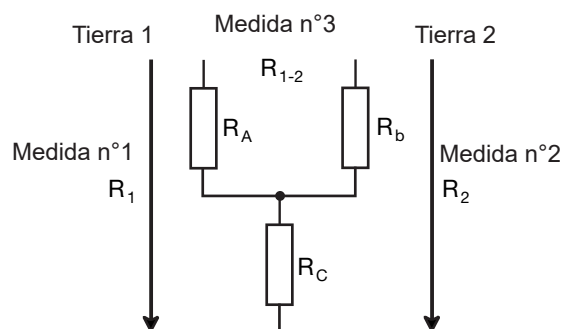 Tierra 1
Medida n°3
Tierra 2
R1-2
RA
Rb
Medida n°1
R1
Medida n°2
R2
RC